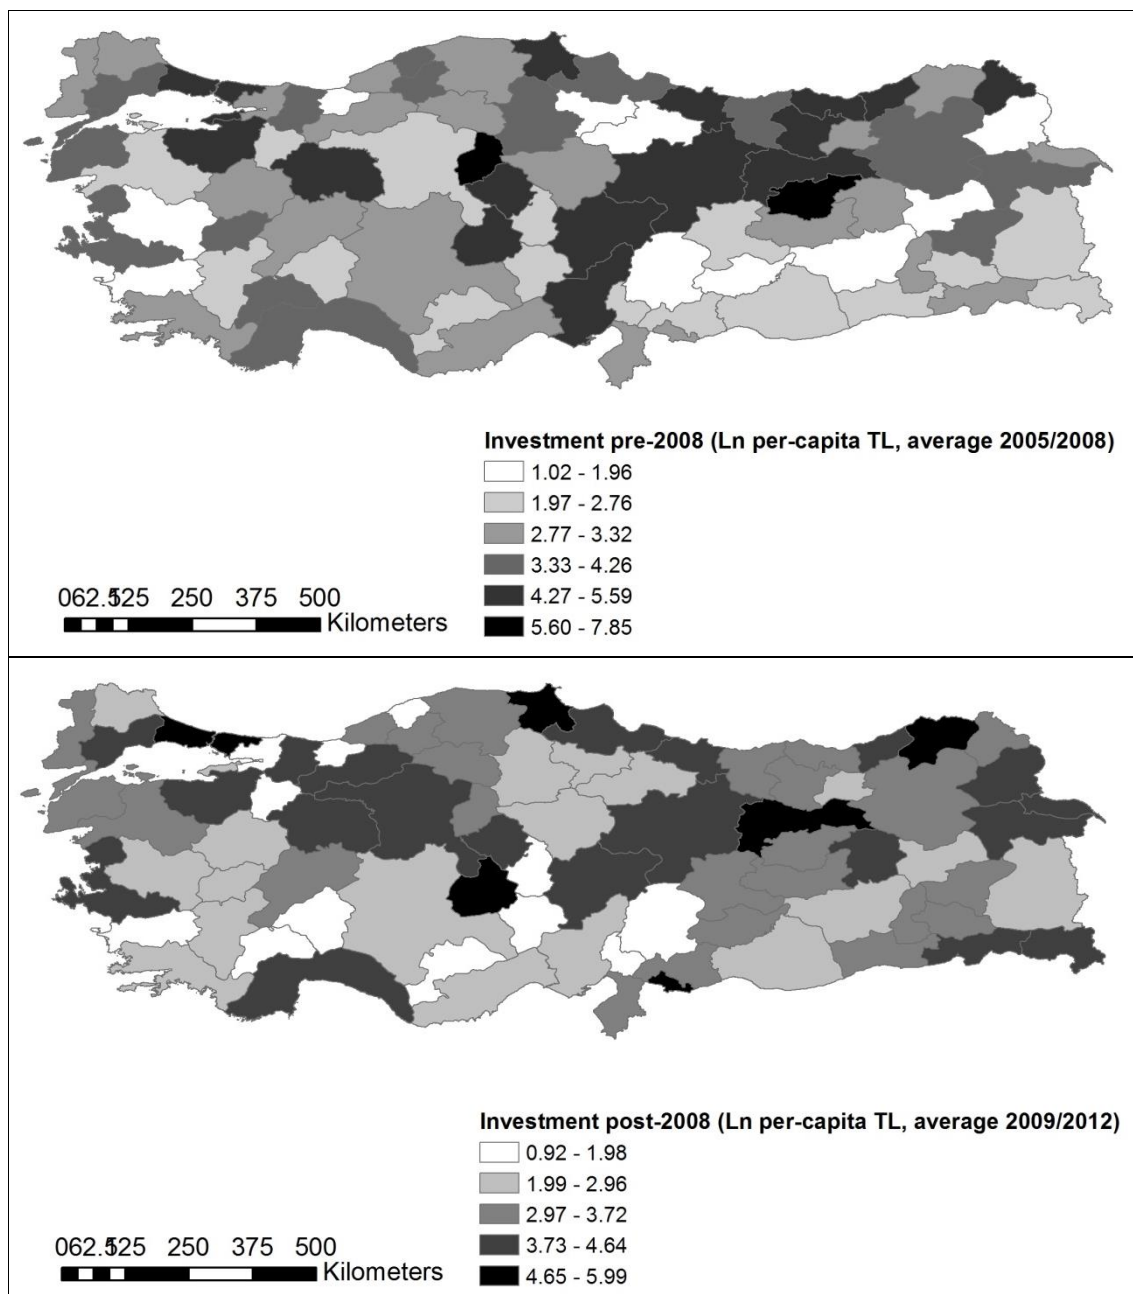 Investment pre-2008 (Ln per-capita TL, average 2005/2008)
1.02 - 1.96
1.97 - 2.76
2.77 - 3.32
3.33 - 4.26
4.27 - 5.59
5.60 - 7.85
062.5125 250 375 500
Kilometers
Investment post-2008 (Ln per-capita TL, average 2009/2012)
0.92 - 1.98
1.99 - 2.96
2.97 - 3.72
3.73 - 4.64
4.65 - 5.99
062.5125 250 375 500
Kilometers